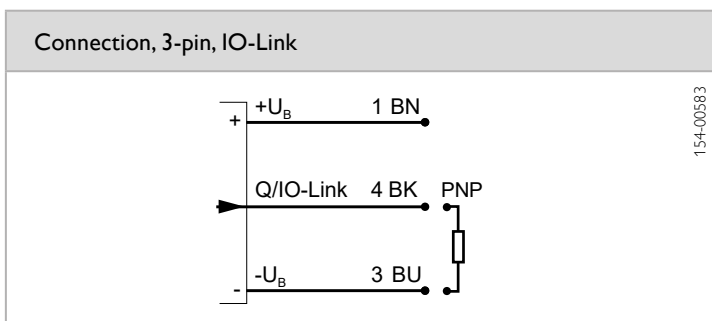 Connection, 3-pin, IO-Link
154-00583
+U_B 1 BN
+
Q/IO-Link 4 BK PNP
-U_B 3 BU
-